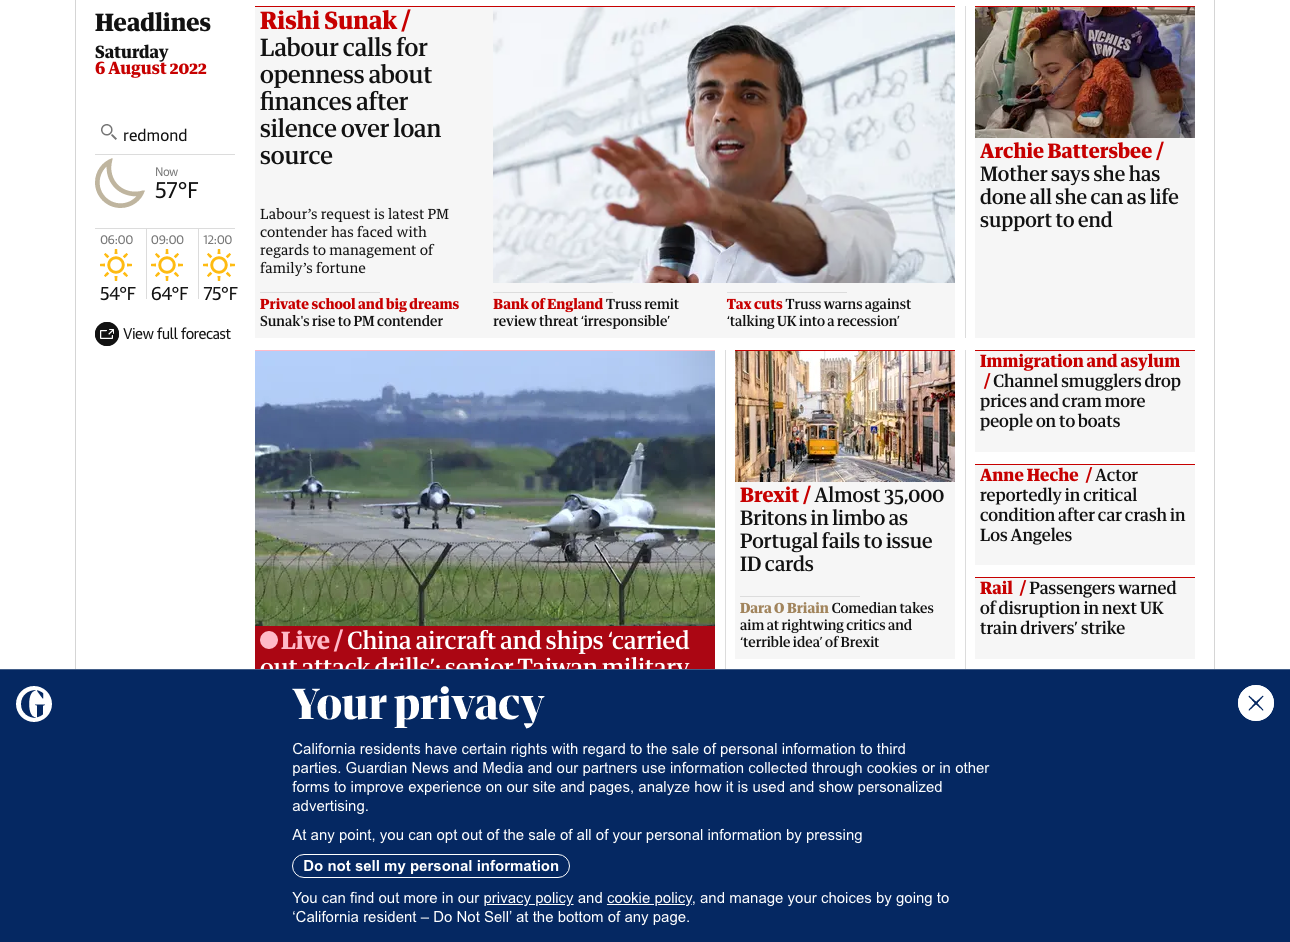 Headlines
Saturday
6 August 2022
redmond
Now
57°F
06:00
09:00
12:00
54°F
64°F
75°F
View full forecast
Rishi Sunak /
Labour calls for
openness about
finances after
silence over loan
source
Labour’s request is latest PM
contender has faced with
regards to management of
family’s fortune
Private school and big dreams
Sunak's rise to PM contender
Bank of England Truss remit
review threat ‘irresponsible’
Tax cuts Truss warns against
‘talking UK into a recession’
ARCHIES
ARMY
Archie Battersbee /
Mother says she has
done all she can as life
support to end
Live / China aircraft and ships ‘carried
out attack drills’: senior Taiwan military
Brexit / Almost 35,000
Britons in limbo as
Portugal fails to issue
ID cards
Dara O Briain Comedian takes
aim at rightwing critics and
‘terrible idea’ of Brexit
Immigration and asylum
/ Channel smugglers drop
prices and cram more
people on to boats
Anne Heche / Actor
reportedly in critical
condition after car crash in
Los Angeles
Rail / Passengers warned
of disruption in next UK
train drivers’ strike
G
Your privacy
California residents have certain rights with regard to the sale of personal information to third
parties. Guardian News and Media and our partners use information collected through cookies or in other
forms to improve experience on our site and pages, analyze how it is used and show personalized
advertising.
At any point, you can opt out of the sale of all of your personal information by pressing
Do not sell my personal information
You can find out more in our privacy policy and cookie policy, and manage your choices by going to
‘California resident – Do Not Sell’ at the bottom of any page.